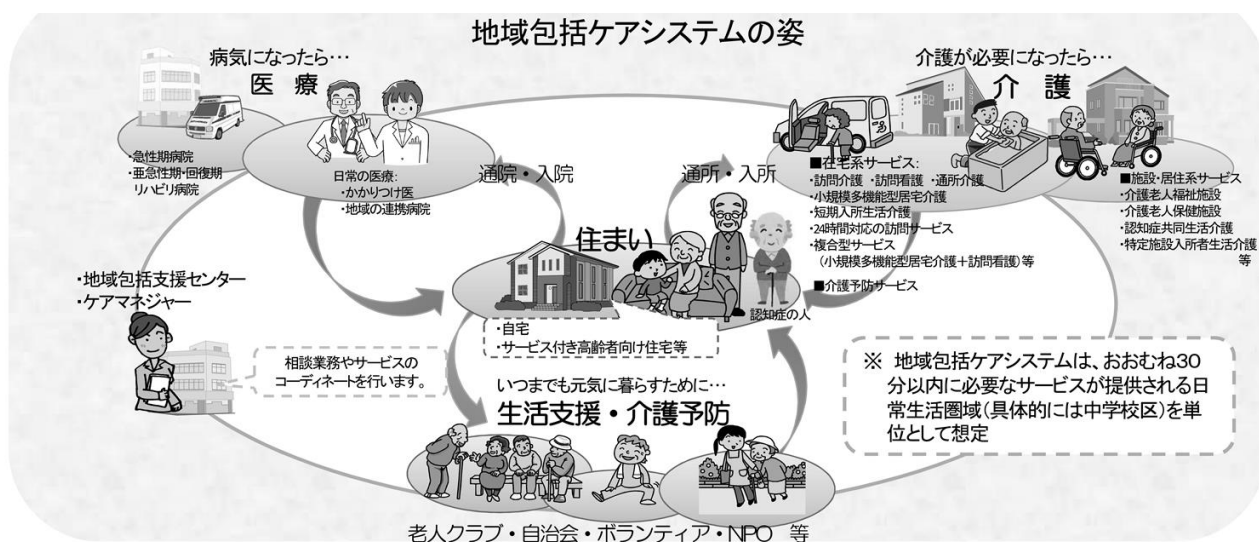 地域包括ケアシステムの姿
病気になったら…
医 療
・急性期病院
・亜急性期・回復期
リハビリ病院
日常の医療:
・かかりつけ医
・地域の連携病院
通院・入院
通所・入所
介護が必要になったら…
介 護
■在宅系サービス:
・訪問介護 ・訪問看護 ・通所介護
・小規模多機能型居宅介護
・短期入所生活介護
・24時間対応の訪問サービス
・複合型サービス
(小規模多機能型居宅介護+訪問看護)等
■介護予防サービス
■施設・居住系サービス
・介護老人福祉施設
・介護老人保健施設
・認知症共同生活介護
・特定施設入所者生活介護
等
住まい
・自宅
・サービス付き高齢者向け住宅等
認知症の人
・地域包括支援センター
・ケアマネジャー
相談業務やサービスの
コーディネートを行います。
いつまでも元気に暮らすために…
生活支援・介護予防
老人クラブ・自治会・ボランティア・NPO 等
※ 地域包括ケアシステムは、おおむね30
分以内に必要なサービスが提供される日
常生活圏域(具体的には中学校区)を単
位として想定